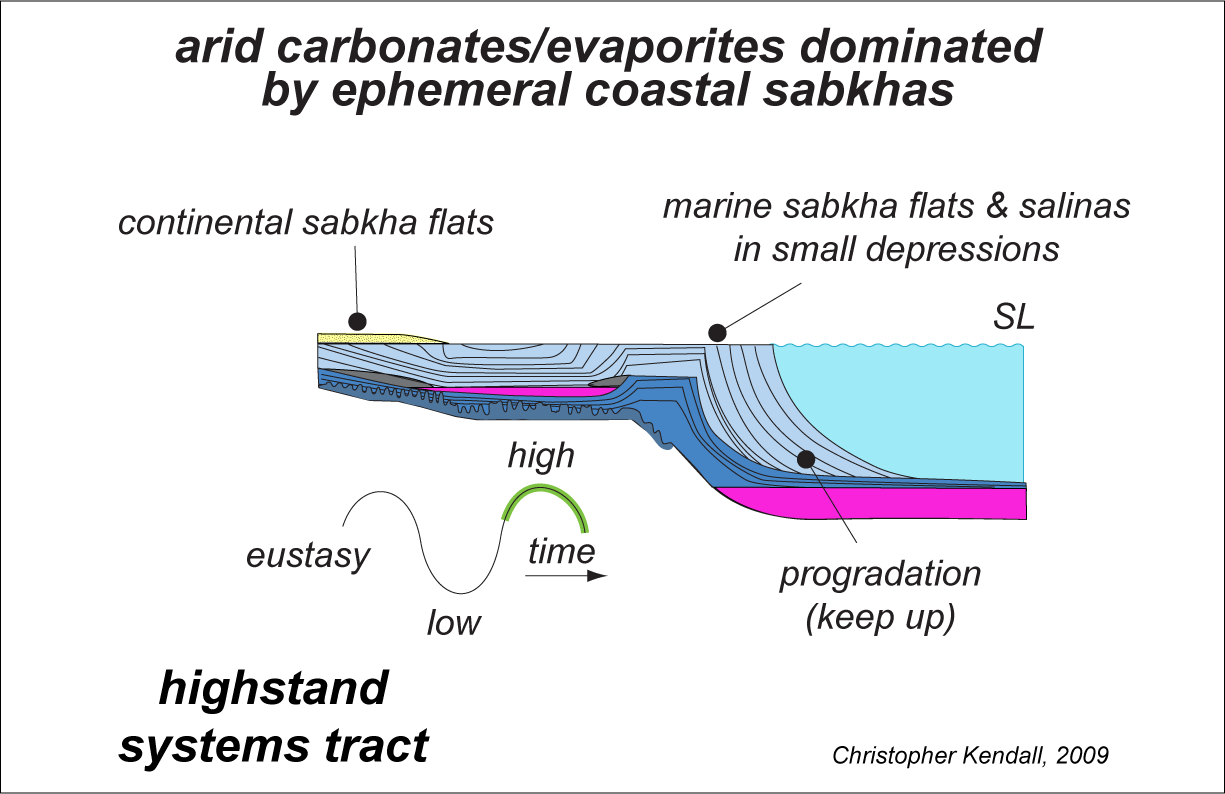 arid carbonates/evaporites dominated
by ephemeral coastal sabkhas
continental sabkha flats
marine sabkha flats & salinas
in small depressions
SL
high
eustasy
time
low
progradation
(keep up)
highstand
systems tract
Christopher Kendall, 2009